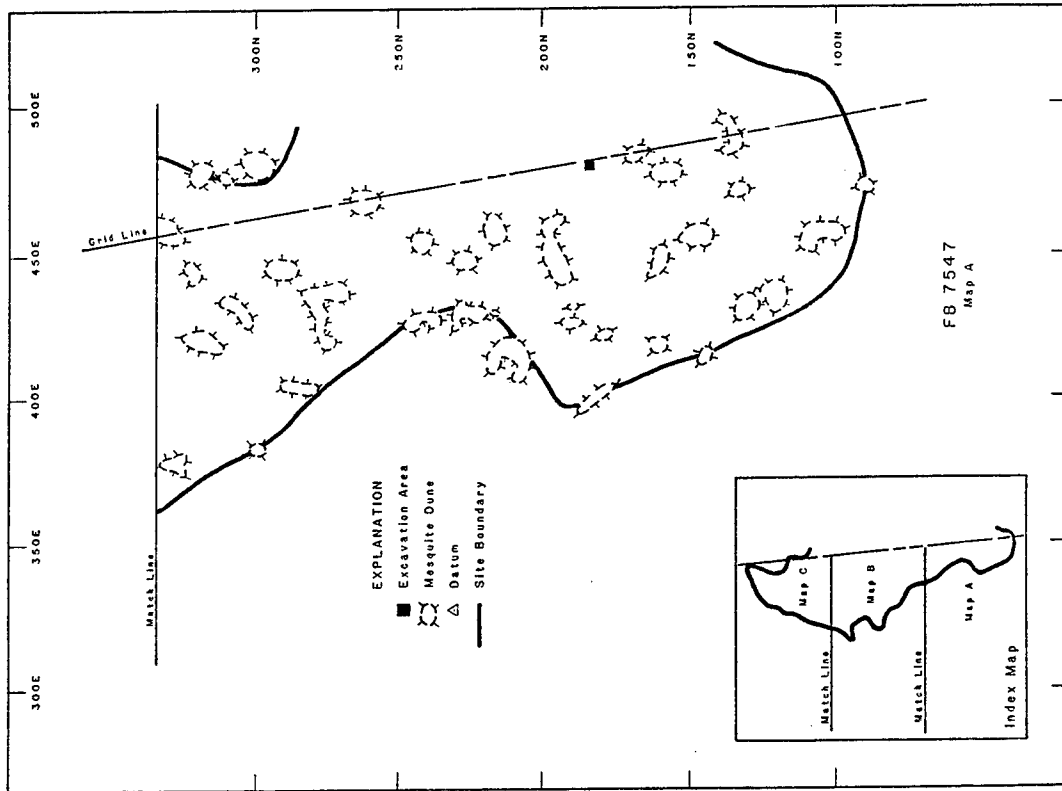 300N
250N
200N
150N
100N
500E
450E
400E
350E
300E
Match Line
Grid Line
EXPLANATION
Excavation Area
Mesquite Dune
Datum
Site Boundary
FB 7547
Map A
Map C
Map B
Map A
Match Line
Match Line
Index Map